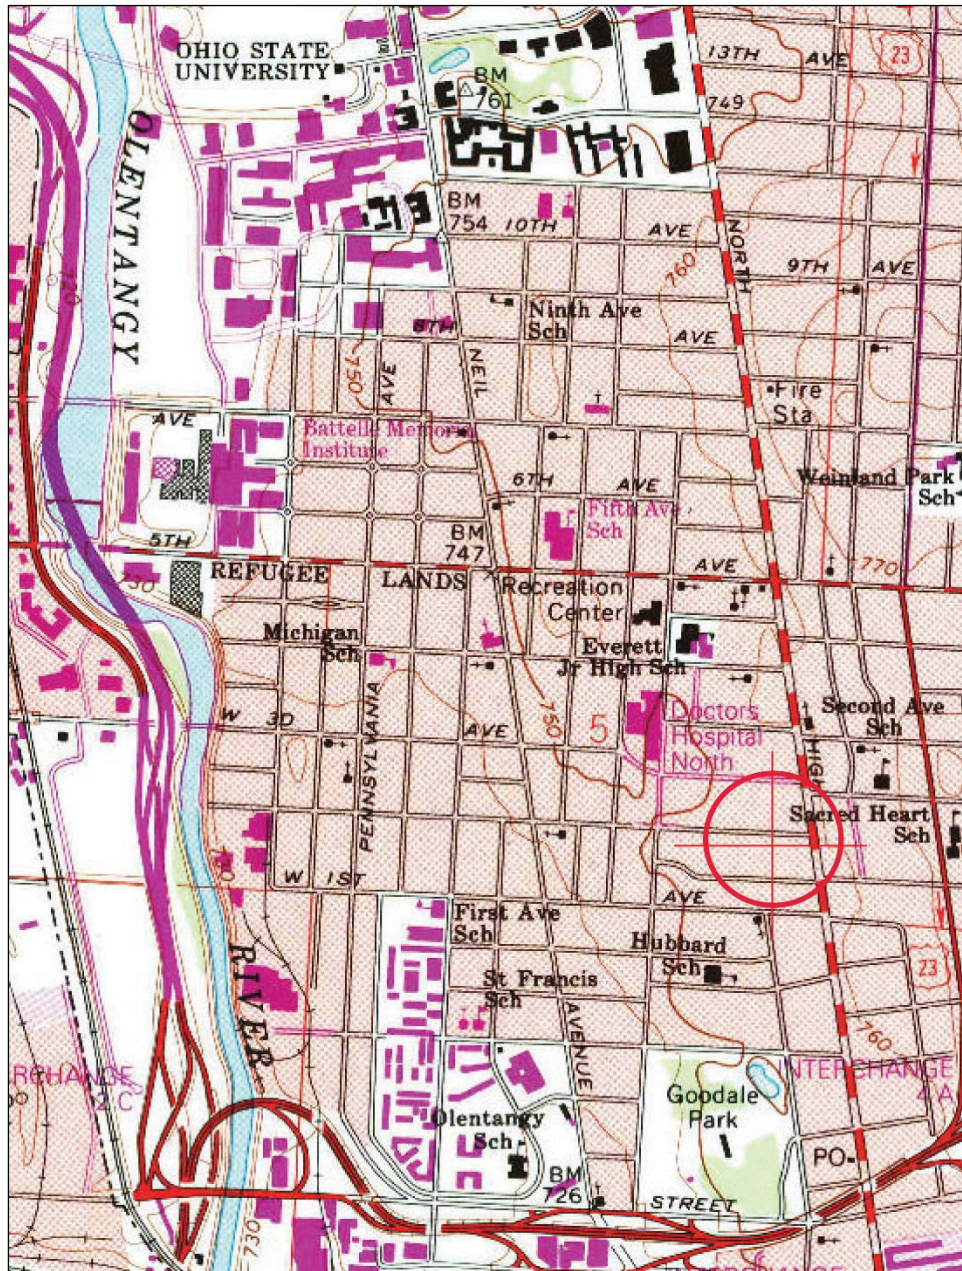 OHIO STATE
UNIVERSITY
BM
761
13TH AVE
23
749
OLENTANGY
BM
754
10TH AVE
NORTH
760
9TH AVE
720
Ninth Ave
Sch
8TH AVE
750
AVE
NEIL
Fire
Sta
AVE
Battelle Memorial
Institute
6TH AVE
Weinland Park
Sch
Fifth Ave
Sch
BM
747
5TH AVE
770
730
REFUGEE LANDS
Recreation
Center
Michigan
Sch
Everett
Jr High Sch
PENNSYLVANIA
W 3D AVE
750
5
Doctors
Hospital
North
Second Ave
Sch
HIGH
Sacred Heart
Sch
W 1ST AVE
First Ave
Sch
Hubbard
Sch
23
RIVER
St Francis
Sch
AVENUE
760
INTERCHANGE
4 A
Goodale
Park
Olentangy
Sch
PO
BM
726
STREET
730